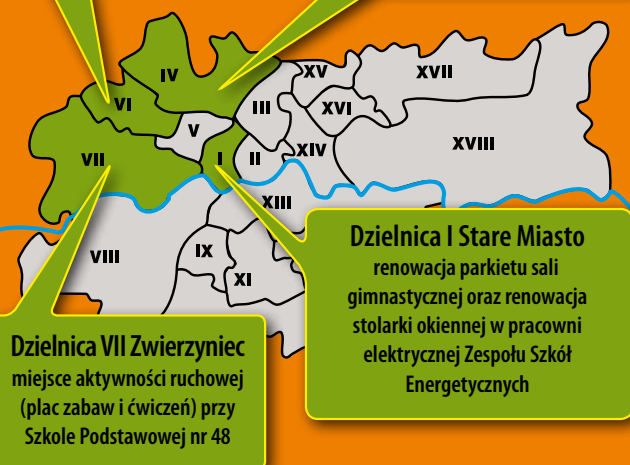 IV
XV
XVII
VI
III
XVI
V
VII
I
II
XIV
XVIII
XIII
VIII
IX
XI
Dzielnica I Stare Miasto
renowacja parkietu sali
gimnastycznej oraz renowacja
stolarki okiennej w pracowni
elektrycznej Zespołu Szkół
Energetycznych
Dzielnica VII Zwierzyniec
miejsce aktywności ruchowej
(plac zabaw i ćwiczeń) przy
Szkole Podstawowej nr 48